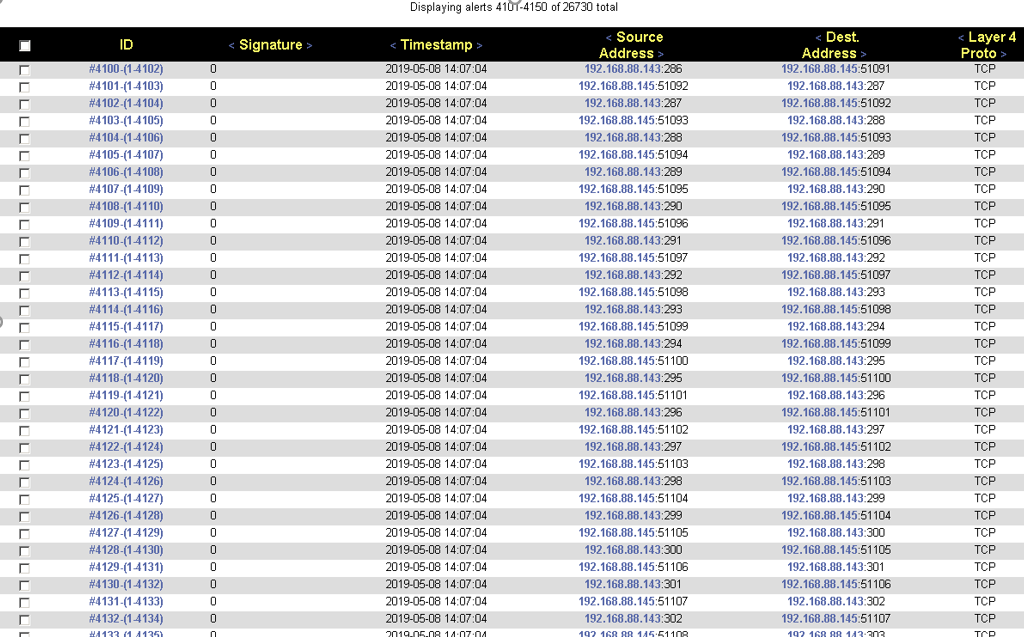 Displaying alerts 4101-4150 of 26730 total
ID < Signature > < Timestamp > < Source Address > < Dest. Address > < Layer 4 Proto >
#4100-(1-4102) 0 2019-05-08 14:07:04 192.168.88.143:286 192.168.88.145:51091 TCP
#4101-(1-4103) 0 2019-05-08 14:07:04 192.168.88.145:51092 192.168.88.143:287 TCP
#4102-(1-4104) 0 2019-05-08 14:07:04 192.168.88.143:287 192.168.88.145:51092 TCP
#4103-(1-4105) 0 2019-05-08 14:07:04 192.168.88.145:51093 192.168.88.143:288 TCP
#4104-(1-4106) 0 2019-05-08 14:07:04 192.168.88.143:288 192.168.88.145:51093 TCP
#4105-(1-4107) 0 2019-05-08 14:07:04 192.168.88.145:51094 192.168.88.143:289 TCP
#4106-(1-4108) 0 2019-05-08 14:07:04 192.168.88.143:289 192.168.88.145:51094 TCP
#4107-(1-4109) 0 2019-05-08 14:07:04 192.168.88.145:51095 192.168.88.143:290 TCP
#4108-(1-4110) 0 2019-05-08 14:07:04 192.168.88.143:290 192.168.88.145:51095 TCP
#4109-(1-4111) 0 2019-05-08 14:07:04 192.168.88.145:51096 192.168.88.143:291 TCP
#4110-(1-4112) 0 2019-05-08 14:07:04 192.168.88.143:291 192.168.88.145:51096 TCP
#4111-(1-4113) 0 2019-05-08 14:07:04 192.168.88.145:51097 192.168.88.143:292 TCP
#4112-(1-4114) 0 2019-05-08 14:07:04 192.168.88.143:292 192.168.88.145:51097 TCP
#4113-(1-4115) 0 2019-05-08 14:07:04 192.168.88.145:51098 192.168.88.143:293 TCP
#4114-(1-4116) 0 2019-05-08 14:07:04 192.168.88.143:293 192.168.88.145:51098 TCP
#4115-(1-4117) 0 2019-05-08 14:07:04 192.168.88.145:51099 192.168.88.143:294 TCP
#4116-(1-4118) 0 2019-05-08 14:07:04 192.168.88.143:294 192.168.88.145:51099 TCP
#4117-(1-4119) 0 2019-05-08 14:07:04 192.168.88.145:51100 192.168.88.143:295 TCP
#4118-(1-4120) 0 2019-05-08 14:07:04 192.168.88.143:295 192.168.88.145:51100 TCP
#4119-(1-4121) 0 2019-05-08 14:07:04 192.168.88.145:51101 192.168.88.143:296 TCP
#4120-(1-4122) 0 2019-05-08 14:07:04 192.168.88.143:296 192.168.88.145:51101 TCP
#4121-(1-4123) 0 2019-05-08 14:07:04 192.168.88.145:51102 192.168.88.143:297 TCP
#4122-(1-4124) 0 2019-05-08 14:07:04 192.168.88.143:297 192.168.88.145:51102 TCP
#4123-(1-4125) 0 2019-05-08 14:07:04 192.168.88.145:51103 192.168.88.143:298 TCP
#4124-(1-4126) 0 2019-05-08 14:07:04 192.168.88.143:298 192.168.88.145:51103 TCP
#4125-(1-4127) 0 2019-05-08 14:07:04 192.168.88.145:51104 192.168.88.143:299 TCP
#4126-(1-4128) 0 2019-05-08 14:07:04 192.168.88.143:299 192.168.88.145:51104 TCP
#4127-(1-4129) 0 2019-05-08 14:07:04 192.168.88.145:51105 192.168.88.143:300 TCP
#4128-(1-4130) 0 2019-05-08 14:07:04 192.168.88.143:300 192.168.88.145:51105 TCP
#4129-(1-4131) 0 2019-05-08 14:07:04 192.168.88.145:51106 192.168.88.143:301 TCP
#4130-(1-4132) 0 2019-05-08 14:07:04 192.168.88.143:301 192.168.88.145:51106 TCP
#4131-(1-4133) 0 2019-05-08 14:07:04 192.168.88.145:51107 192.168.88.143:302 TCP
#4132-(1-4134) 0 2019-05-08 14:07:04 192.168.88.143:302 192.168.88.145:51107 TCP
#4133-(1-4135) 0 2019-05-08 14:07:04 192.168.88.145:51108 192.168.88.143:303 TCP